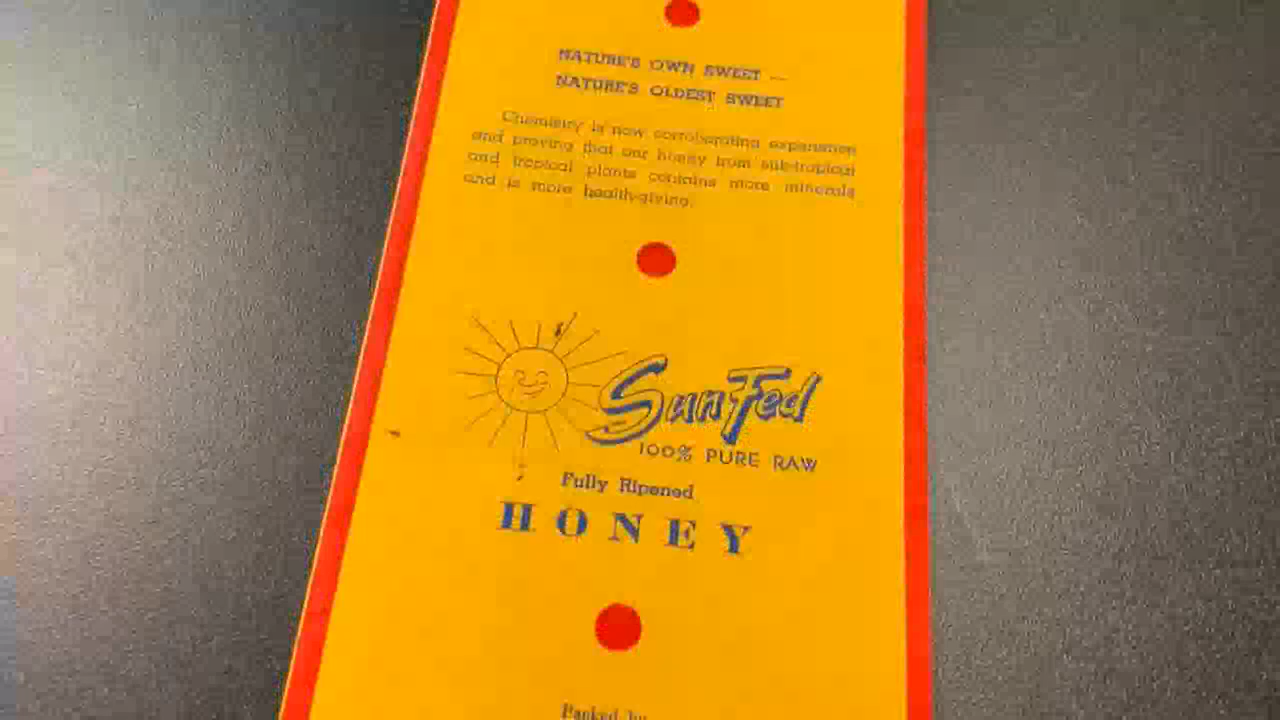 NATURE'S OWN SWEET —
NATURE'S OLDEST SWEET
Chemistry is now corroborating experience
and proving that our honey from sub-tropical
and tropical plants contains more minerals
and is more health-giving.
SunFed
100% PURE RAW
Fully Ripened
HONEY
Packed by